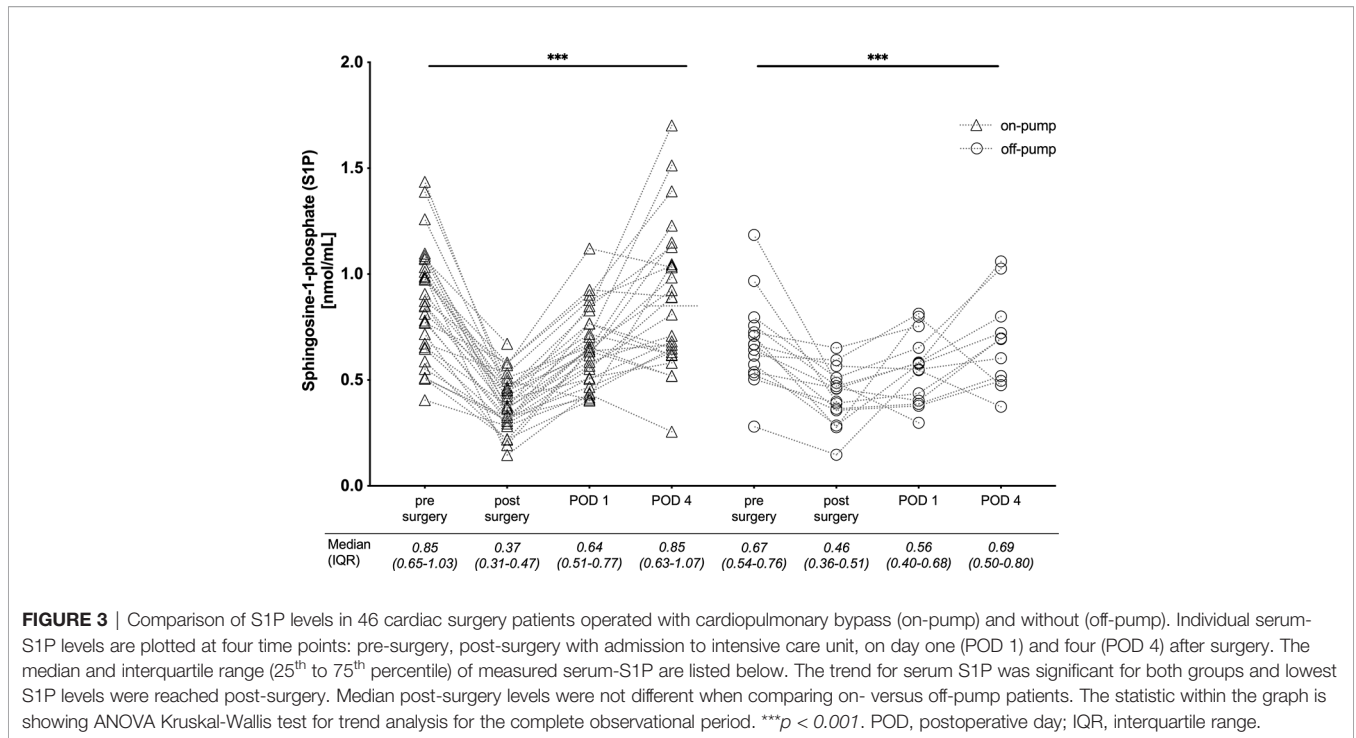 ***
***
2.0
1.5
1.0
0.5
0.0
Sphingosine-1-phosphate (S1P)
[nmol/mL]
on-pump
off-pump
pre surgery
post surgery
POD 1
POD 4
pre surgery
post surgery
POD 1
POD 4
Median (IQR)
0.85 (0.65-1.03)
0.37 (0.31-0.47)
0.64 (0.51-0.77)
0.85 (0.63-1.07)
0.67 (0.54-0.76)
0.46 (0.36-0.51)
0.56 (0.40-0.68)
0.69 (0.50-0.80)
FIGURE 3 | Comparison of S1P levels in 46 cardiac surgery patients operated with cardiopulmonary bypass (on-pump) and without (off-pump). Individual serum-
S1P levels are plotted at four time points: pre-surgery, post-surgery with admission to intensive care unit, on day one (POD 1) and four (POD 4) after surgery. The
median and interquartile range (25th to 75th percentile) of measured serum-S1P are listed below. The trend for serum S1P was significant for both groups and lowest
S1P levels were reached post-surgery. Median post-surgery levels were not different when comparing on- versus off-pump patients. The statistic within the graph is
showing ANOVA Kruskal-Wallis test for trend analysis for the complete observational period. ***p < 0.001. POD, postoperative day; IQR, interquartile range.